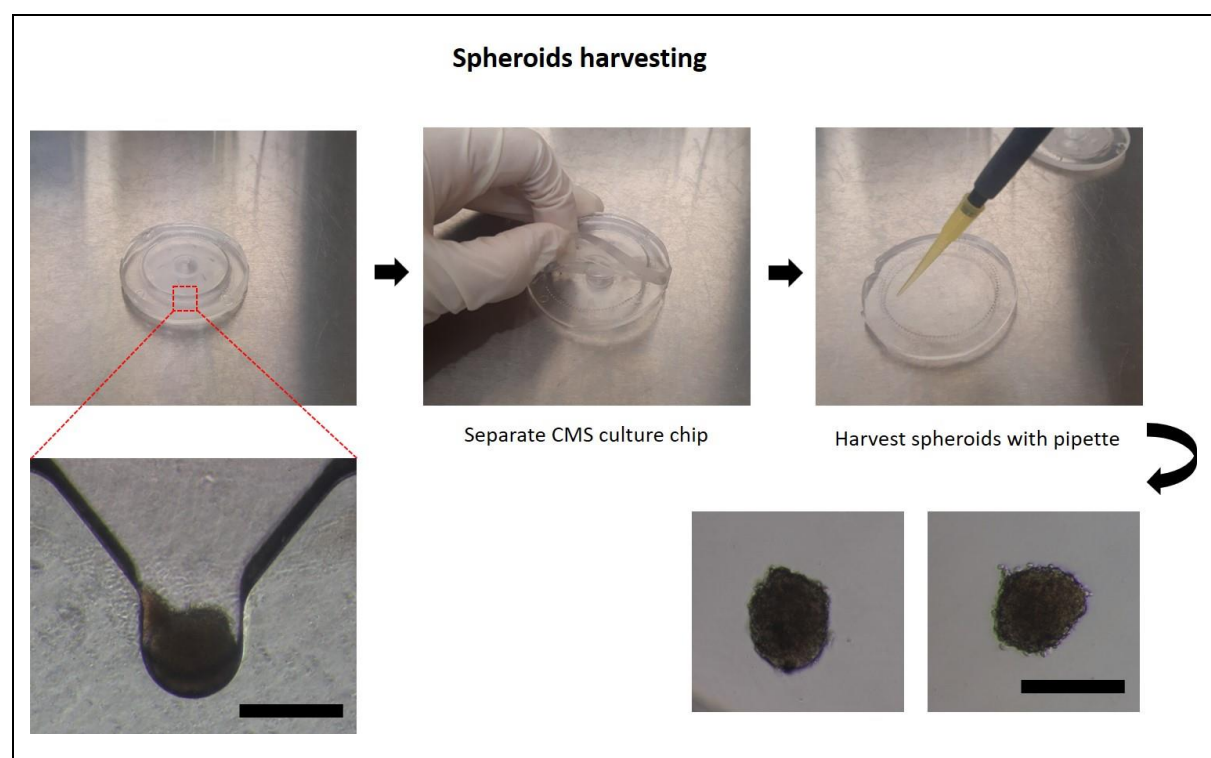 Spheroids harvesting
Separate CMS culture chip
Harvest spheroids with pipette